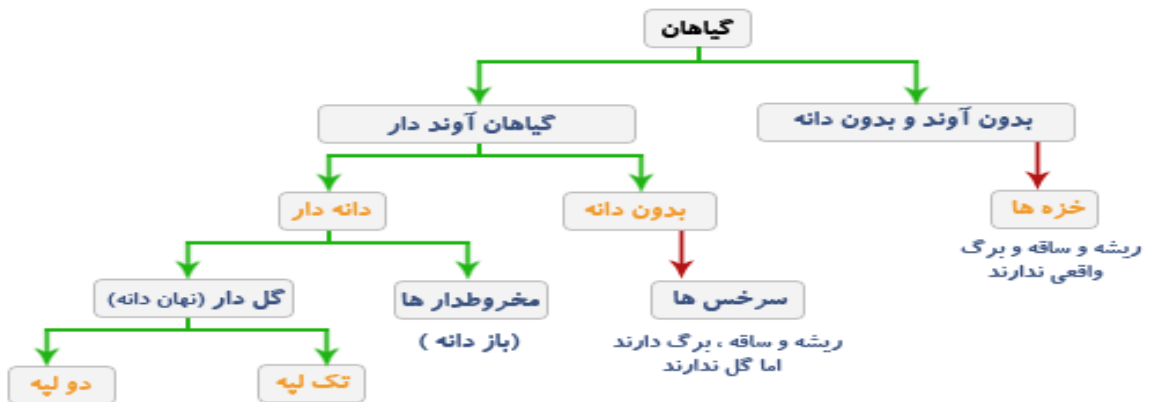 گیاهان
بدون آوند و بدون دانه
گیاهان آوند دار
خزه ها
بدون دانه
دانه دار
ریشه و ساقه و برگ
واقعی ندارند
سرخس ها
مخروطدار ها
گل دار (نهان دانه)
ریشه و ساقه ، برگ دارند
اما گل ندارند
(باز دانه )
تک لپه
دو لپه